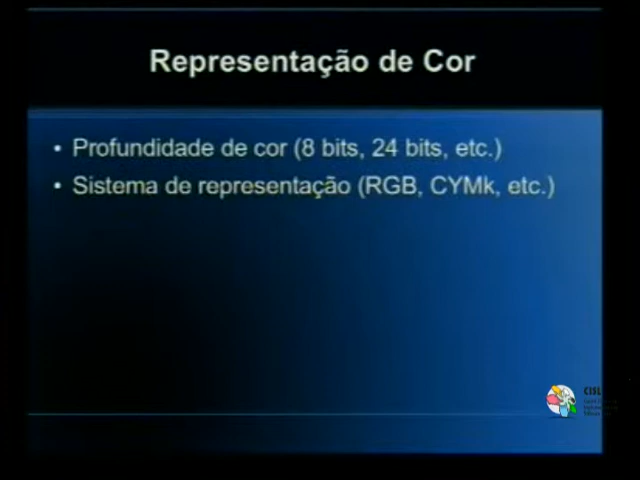 Representação de Cor
• Profundidade de cor (8 bits, 24 bits, etc.)
• Sistema de representação (RGB, CYMk, etc.)
CISL